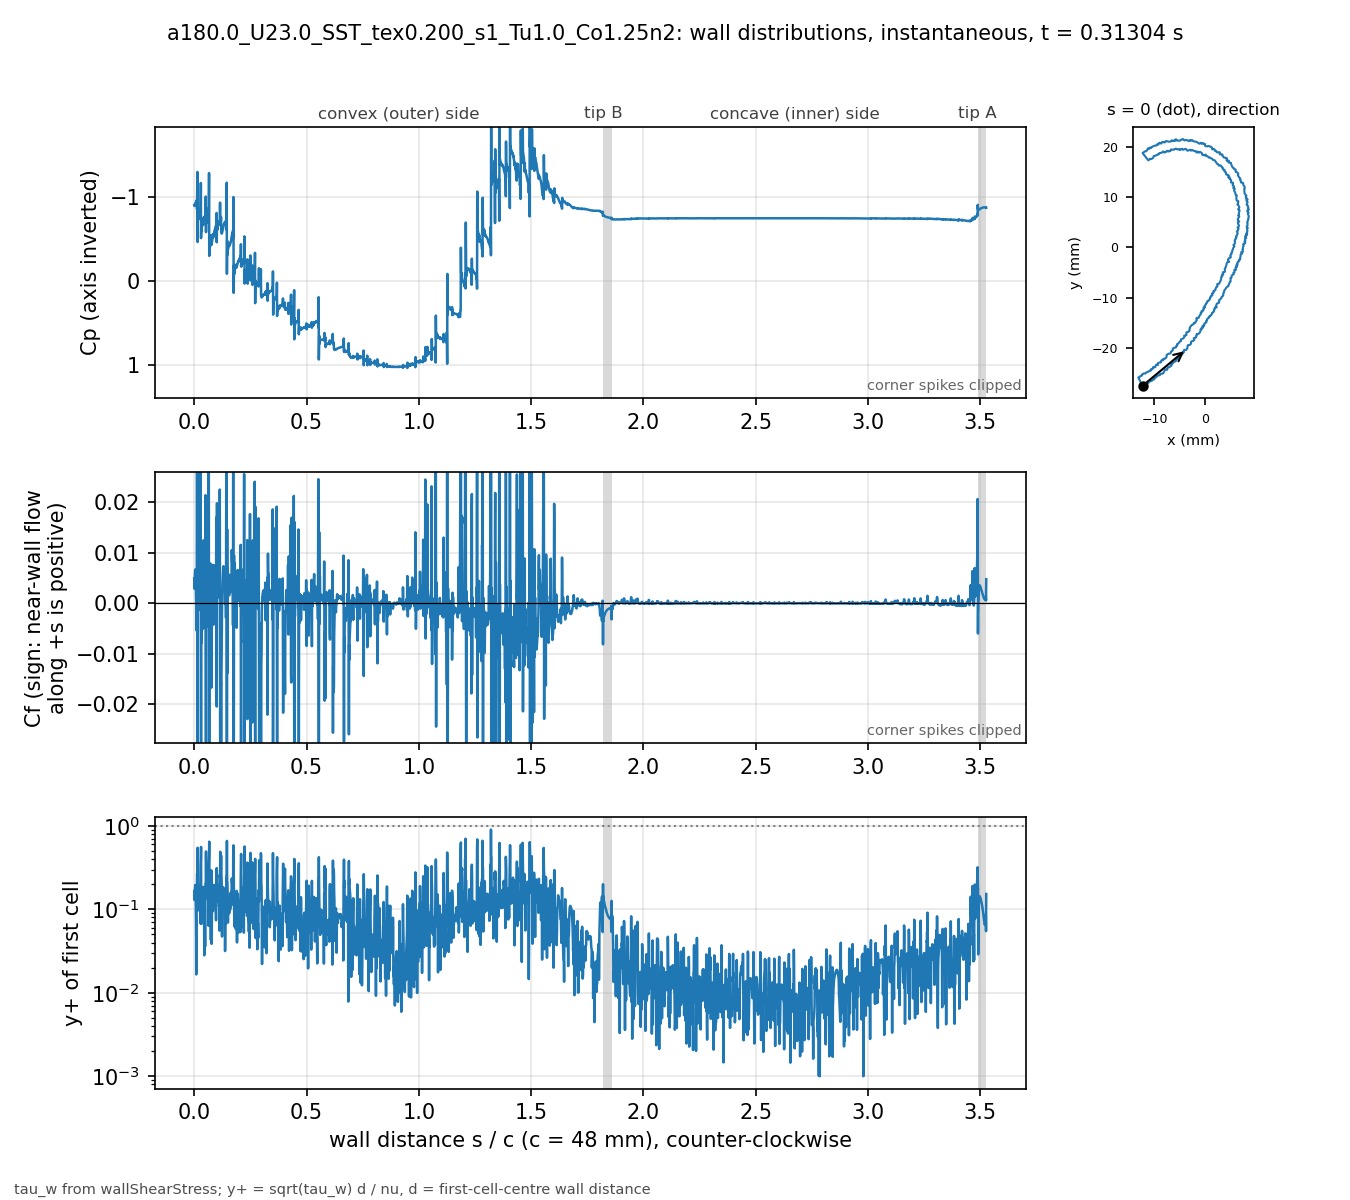 a180.0_U23.0_SST_tex0.200_s1_Tu1.0_Co1.25n2: wall distributions, instantaneous, t = 0.31304 s
convex (outer) side
tip B
concave (inner) side
tip A
Cp (axis inverted)
−1
0
1
corner spikes clipped
0.0 0.5 1.0 1.5 2.0 2.5 3.0 3.5
s = 0 (dot), direction
y (mm)
20
10
0
−10
−20
−10 0
x (mm)
Cf (sign: near-wall flow
along +s is positive)
0.02
0.01
0.00
−0.01
−0.02
corner spikes clipped
0.0 0.5 1.0 1.5 2.0 2.5 3.0 3.5
y+ of first cell
10⁰
10⁻¹
10⁻²
10⁻³
0.0 0.5 1.0 1.5 2.0 2.5 3.0 3.5
wall distance s / c (c = 48 mm), counter-clockwise
tau_w from wallShearStress; y+ = sqrt(tau_w) d / nu, d = first-cell-centre wall distance